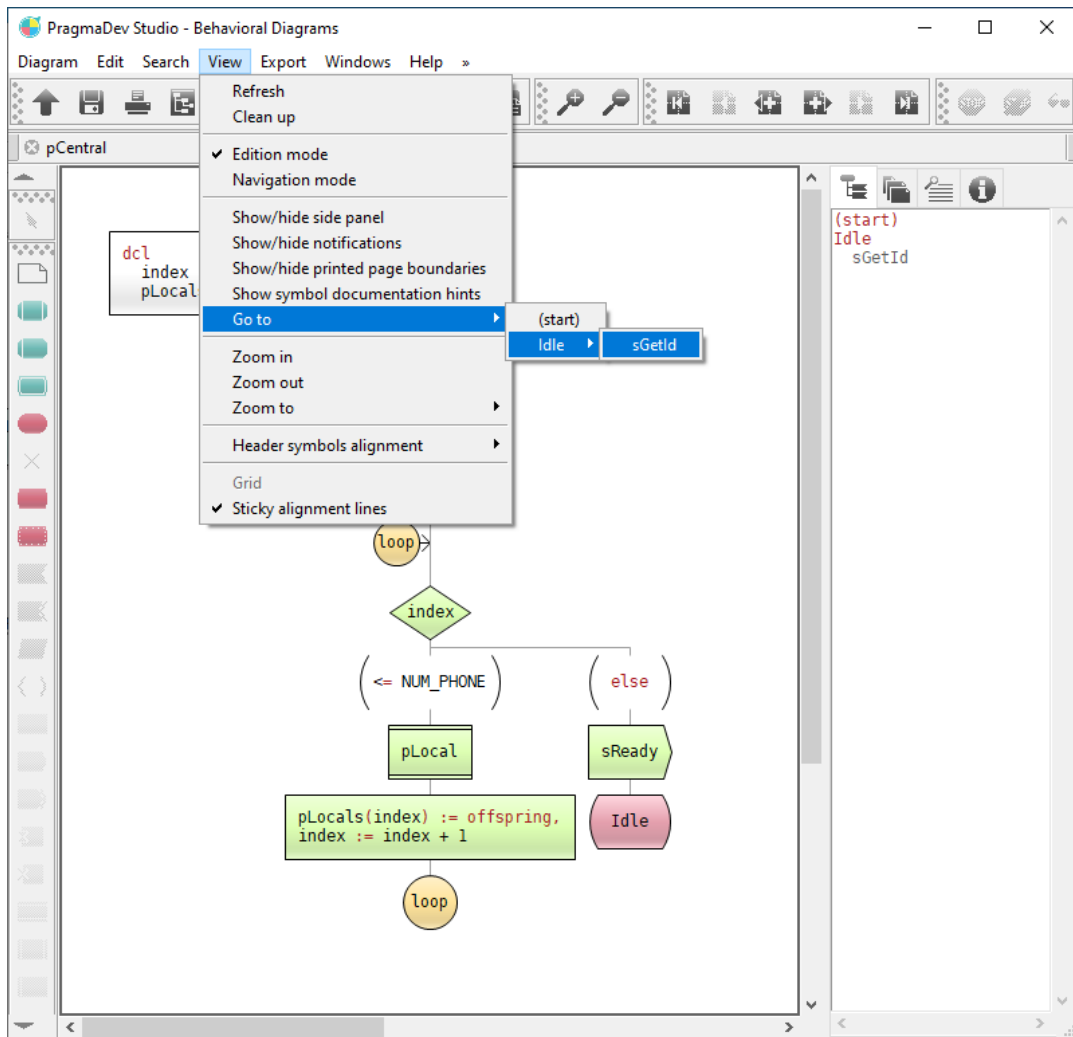 PragmaDev Studio - Behavioral Diagrams
Diagram Edit Search View Export Windows Help »
pCentral
Refresh
Clean up
Edition mode
Navigation mode
Show/hide side panel
Show/hide notifications
Show/hide printed page boundaries
Show symbol documentation hints
Go to
Zoom in
Zoom out
Zoom to
Header symbols alignment
Grid
Sticky alignment lines
(start)
Idle
sGetId
dcl
index
pLocal
loop
index
<= NUM_PHONE
else
pLocal
sReady
pLocals(index) := offspring,
index := index + 1
Idle
loop
(start)
Idle
sGetId